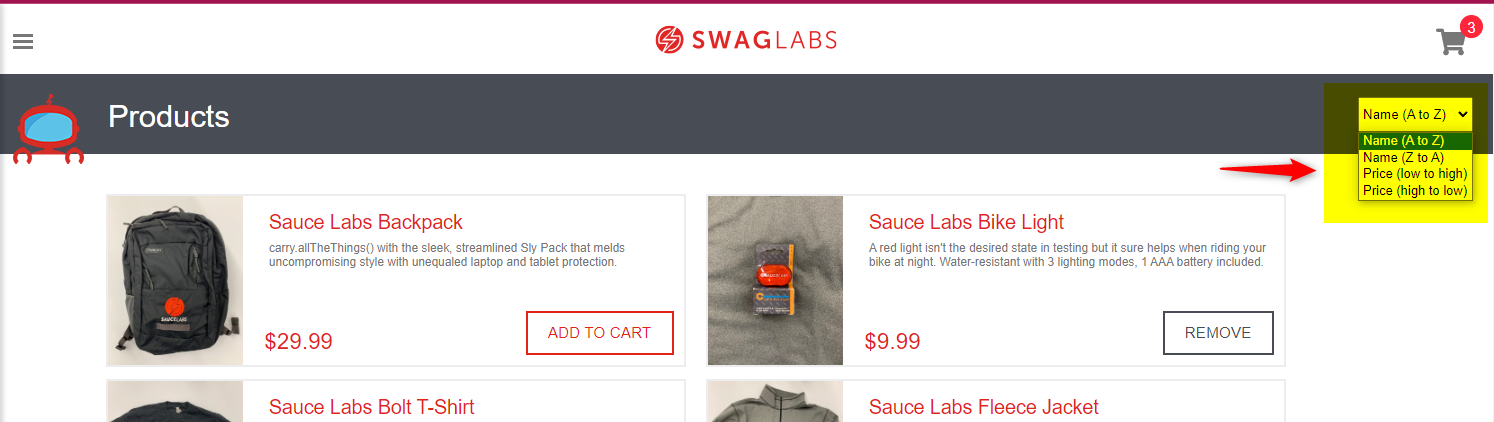 SWAGLABS
3
Products
Name (A to Z)
Name (A to Z)
Name (Z to A)
Price (low to high)
Price (high to low)
Sauce Labs Backpack
carry.allTheThings() with the sleek, streamlined Sly Pack that melds
uncompromising style with unequaled laptop and tablet protection.
$29.99
ADD TO CART
SAUCELABS
Sauce Labs Bike Light
A red light isn't the desired state in testing but it sure helps when riding your
bike at night. Water-resistant with 3 lighting modes, 1 AAA battery included.
$9.99
REMOVE
Sauce Labs Bolt T-Shirt
Sauce Labs Fleece Jacket